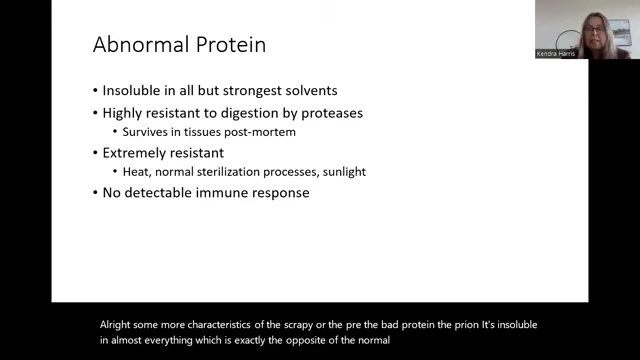 Abnormal Protein
Kendra Harris
• Insoluble in all but strongest solvents
• Highly resistant to digestion by proteases
• Survives in tissues post-mortem
• Extremely resistant
• Heat, normal sterilization processes, sunlight
• No detectable immune response
Alright some more characteristics of the scrapy or the pre the bad protein the prion It's insoluble
in almost everything which is exactly the opposite of the normal